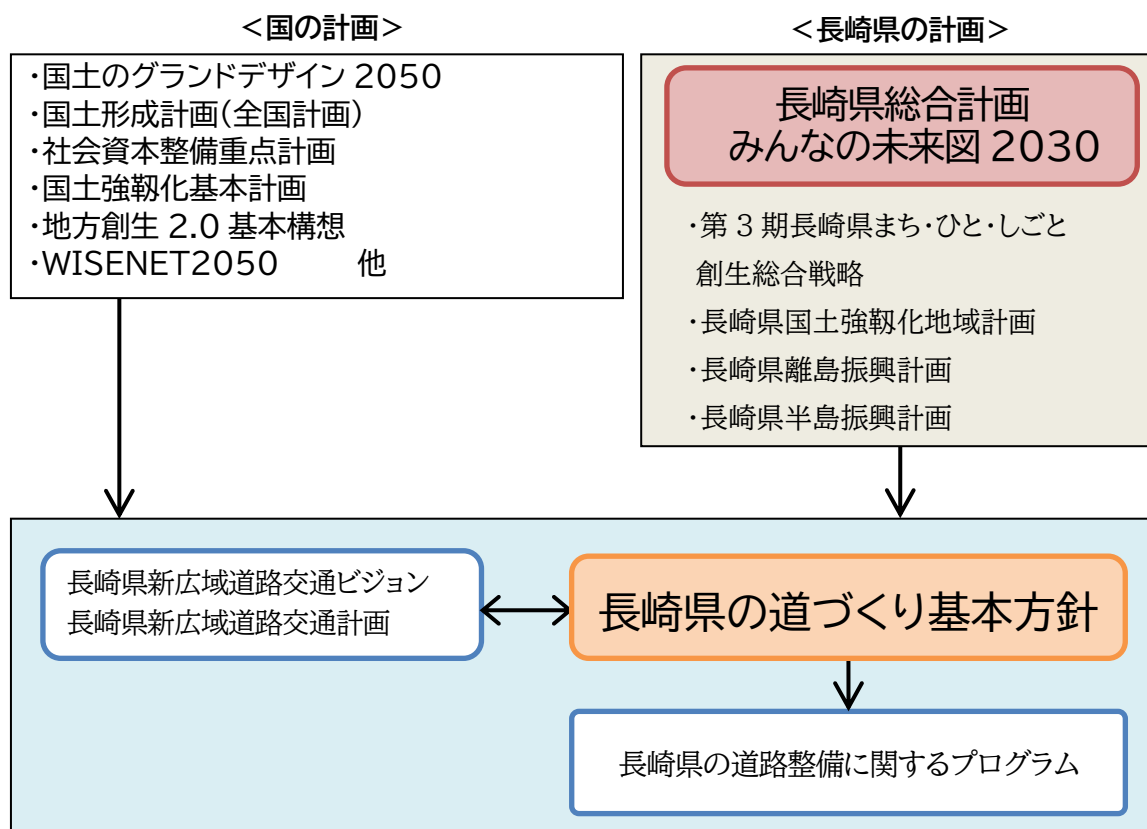 ＜国の計画＞
・国土のグランドデザイン 2050
・国土形成計画(全国計画)
・社会資本整備重点計画
・国土強靱化基本計画
・地方創生 2.0 基本構想
・WISENET2050　　他
＜長崎県の計画＞
長崎県総合計画
みんなの未来図 2030
・第 3 期長崎県まち・ひと・しごと
創生総合戦略
・長崎県国土強靱化地域計画
・長崎県離島振興計画
・長崎県半島振興計画
長崎県新広域道路交通ビジョン
長崎県新広域道路交通計画
長崎県の道づくり基本方針
長崎県の道路整備に関するプログラム